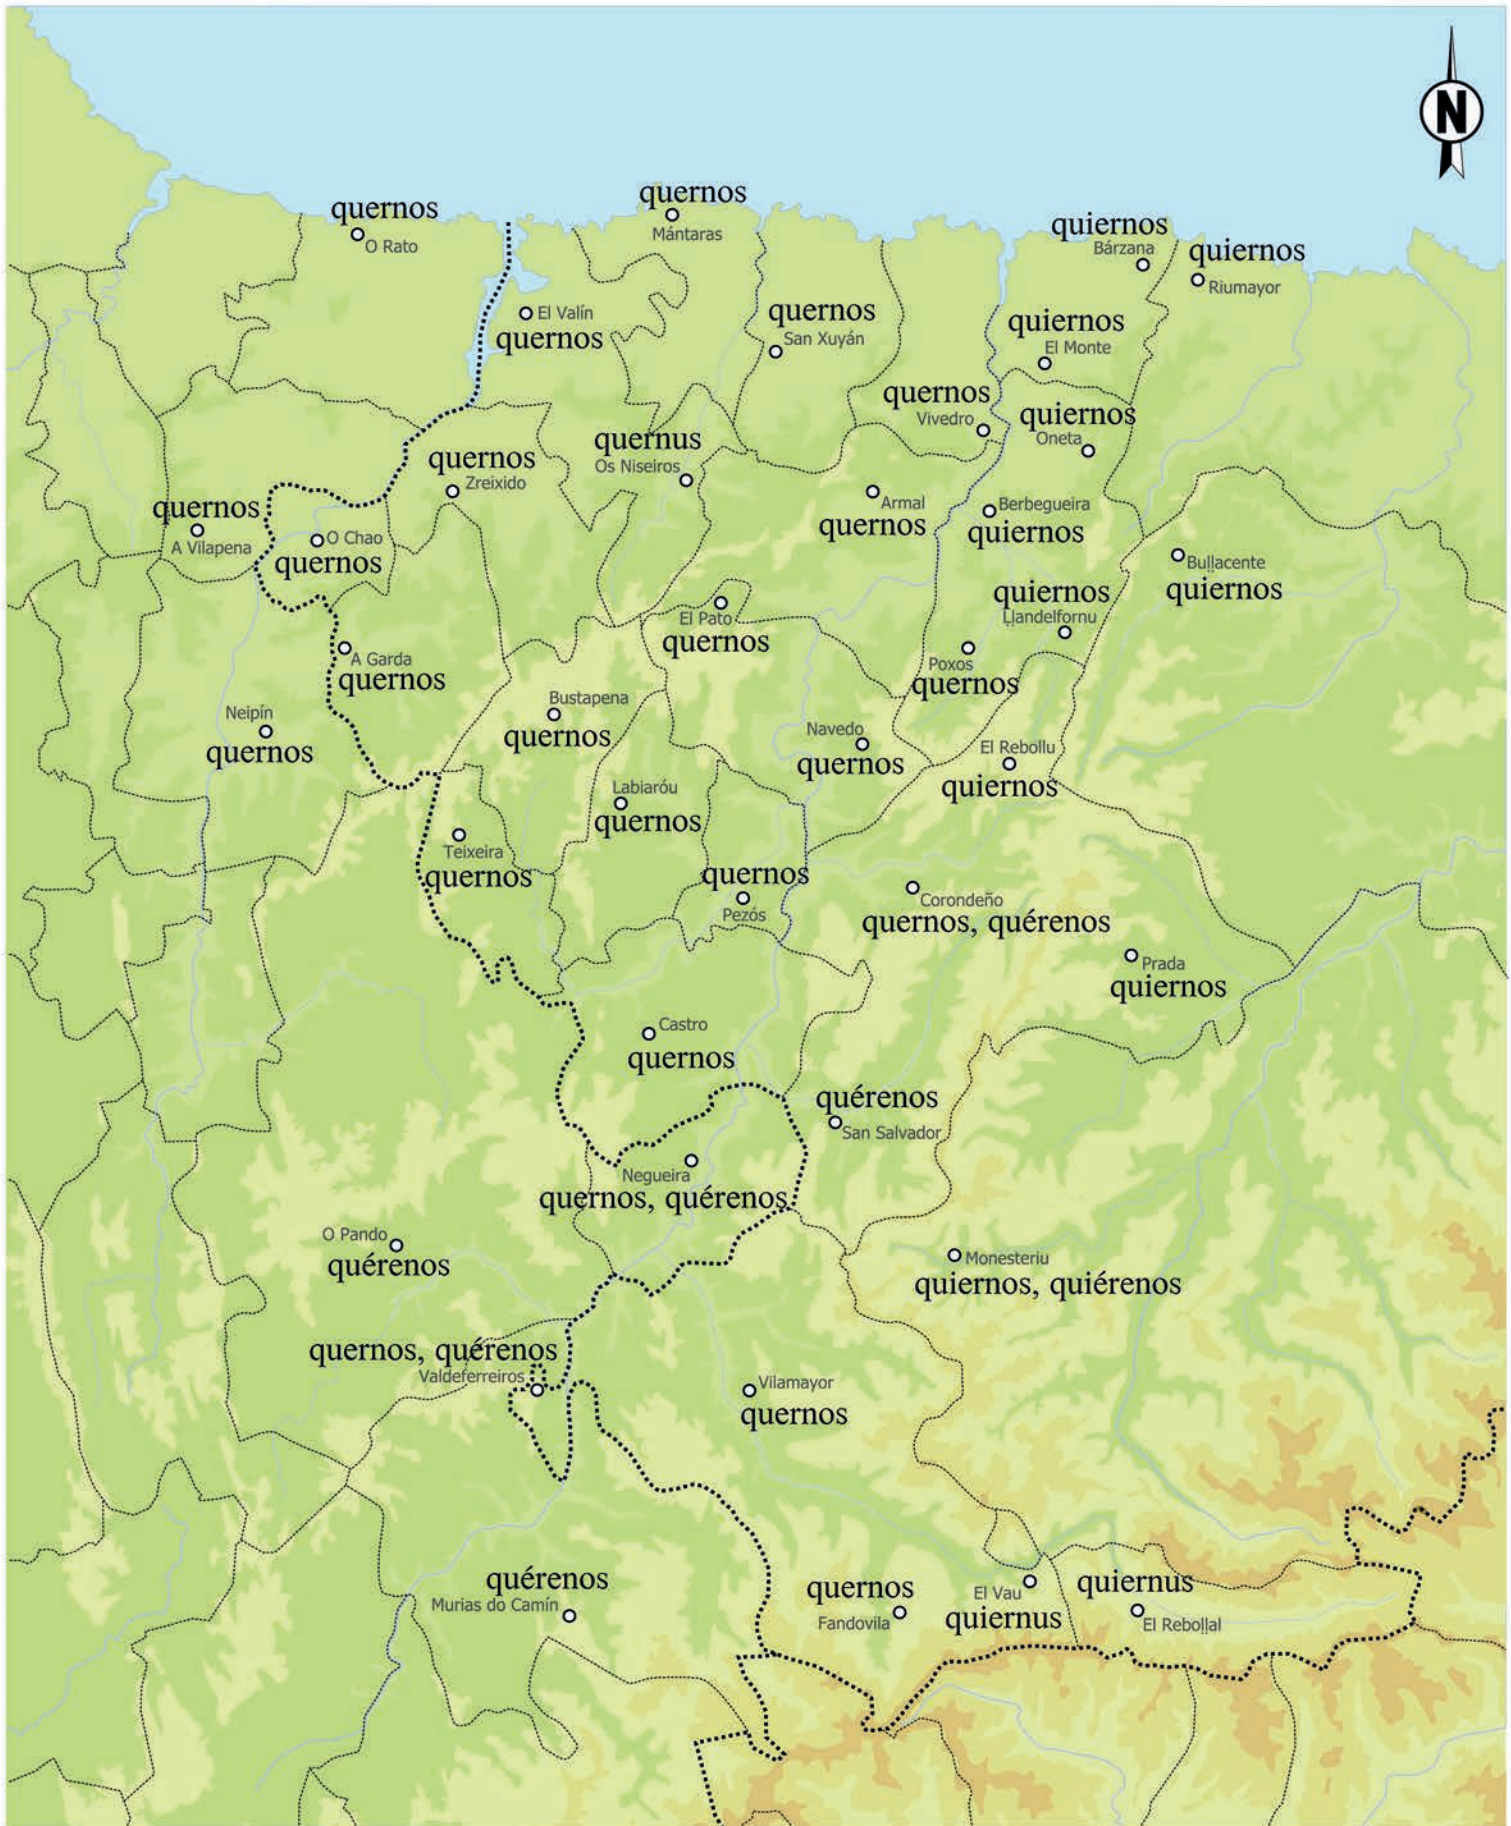 N
quernos
O Rato
quernos
Mántaras
quiernos
Bárzana
quiernos
Riumayor
El Valín
quernos
quernos
San Xuyán
quiernos
El Monte
quernos
Vivedro
quiernos
Oneta
quernus
Os Niseiros
quernos
Zreixido
quernos
A Vilapena
O Chao
quernos
Armal
quernos
Berbegueira
quiernos
Buḷḷacente
quiernos
quiernos
Ḷḷandelfornu
El Pato
quernos
A Garda
quernos
Poxos
quernos
Neipín
quernos
Bustapena
quernos
Navedo
quernos
El Rebollu
quiernos
Labiaróu
quernos
Teixeira
quernos
quernos
Pezós
Corondeño
quernos, quérenos
Prada
quiernos
Castro
quernos
quérenos
San Salvador
Negueira
quernos, quérenos
O Pando
quérenos
Monesteriu
quiernos, quiérenos
quernos, quérenos
Valdeferreiros
Vilamayor
quernos
quérenos
Murias do Camín
quernos
Fandovila
El Vau
quiernus
quiernus
El Reboḷḷal